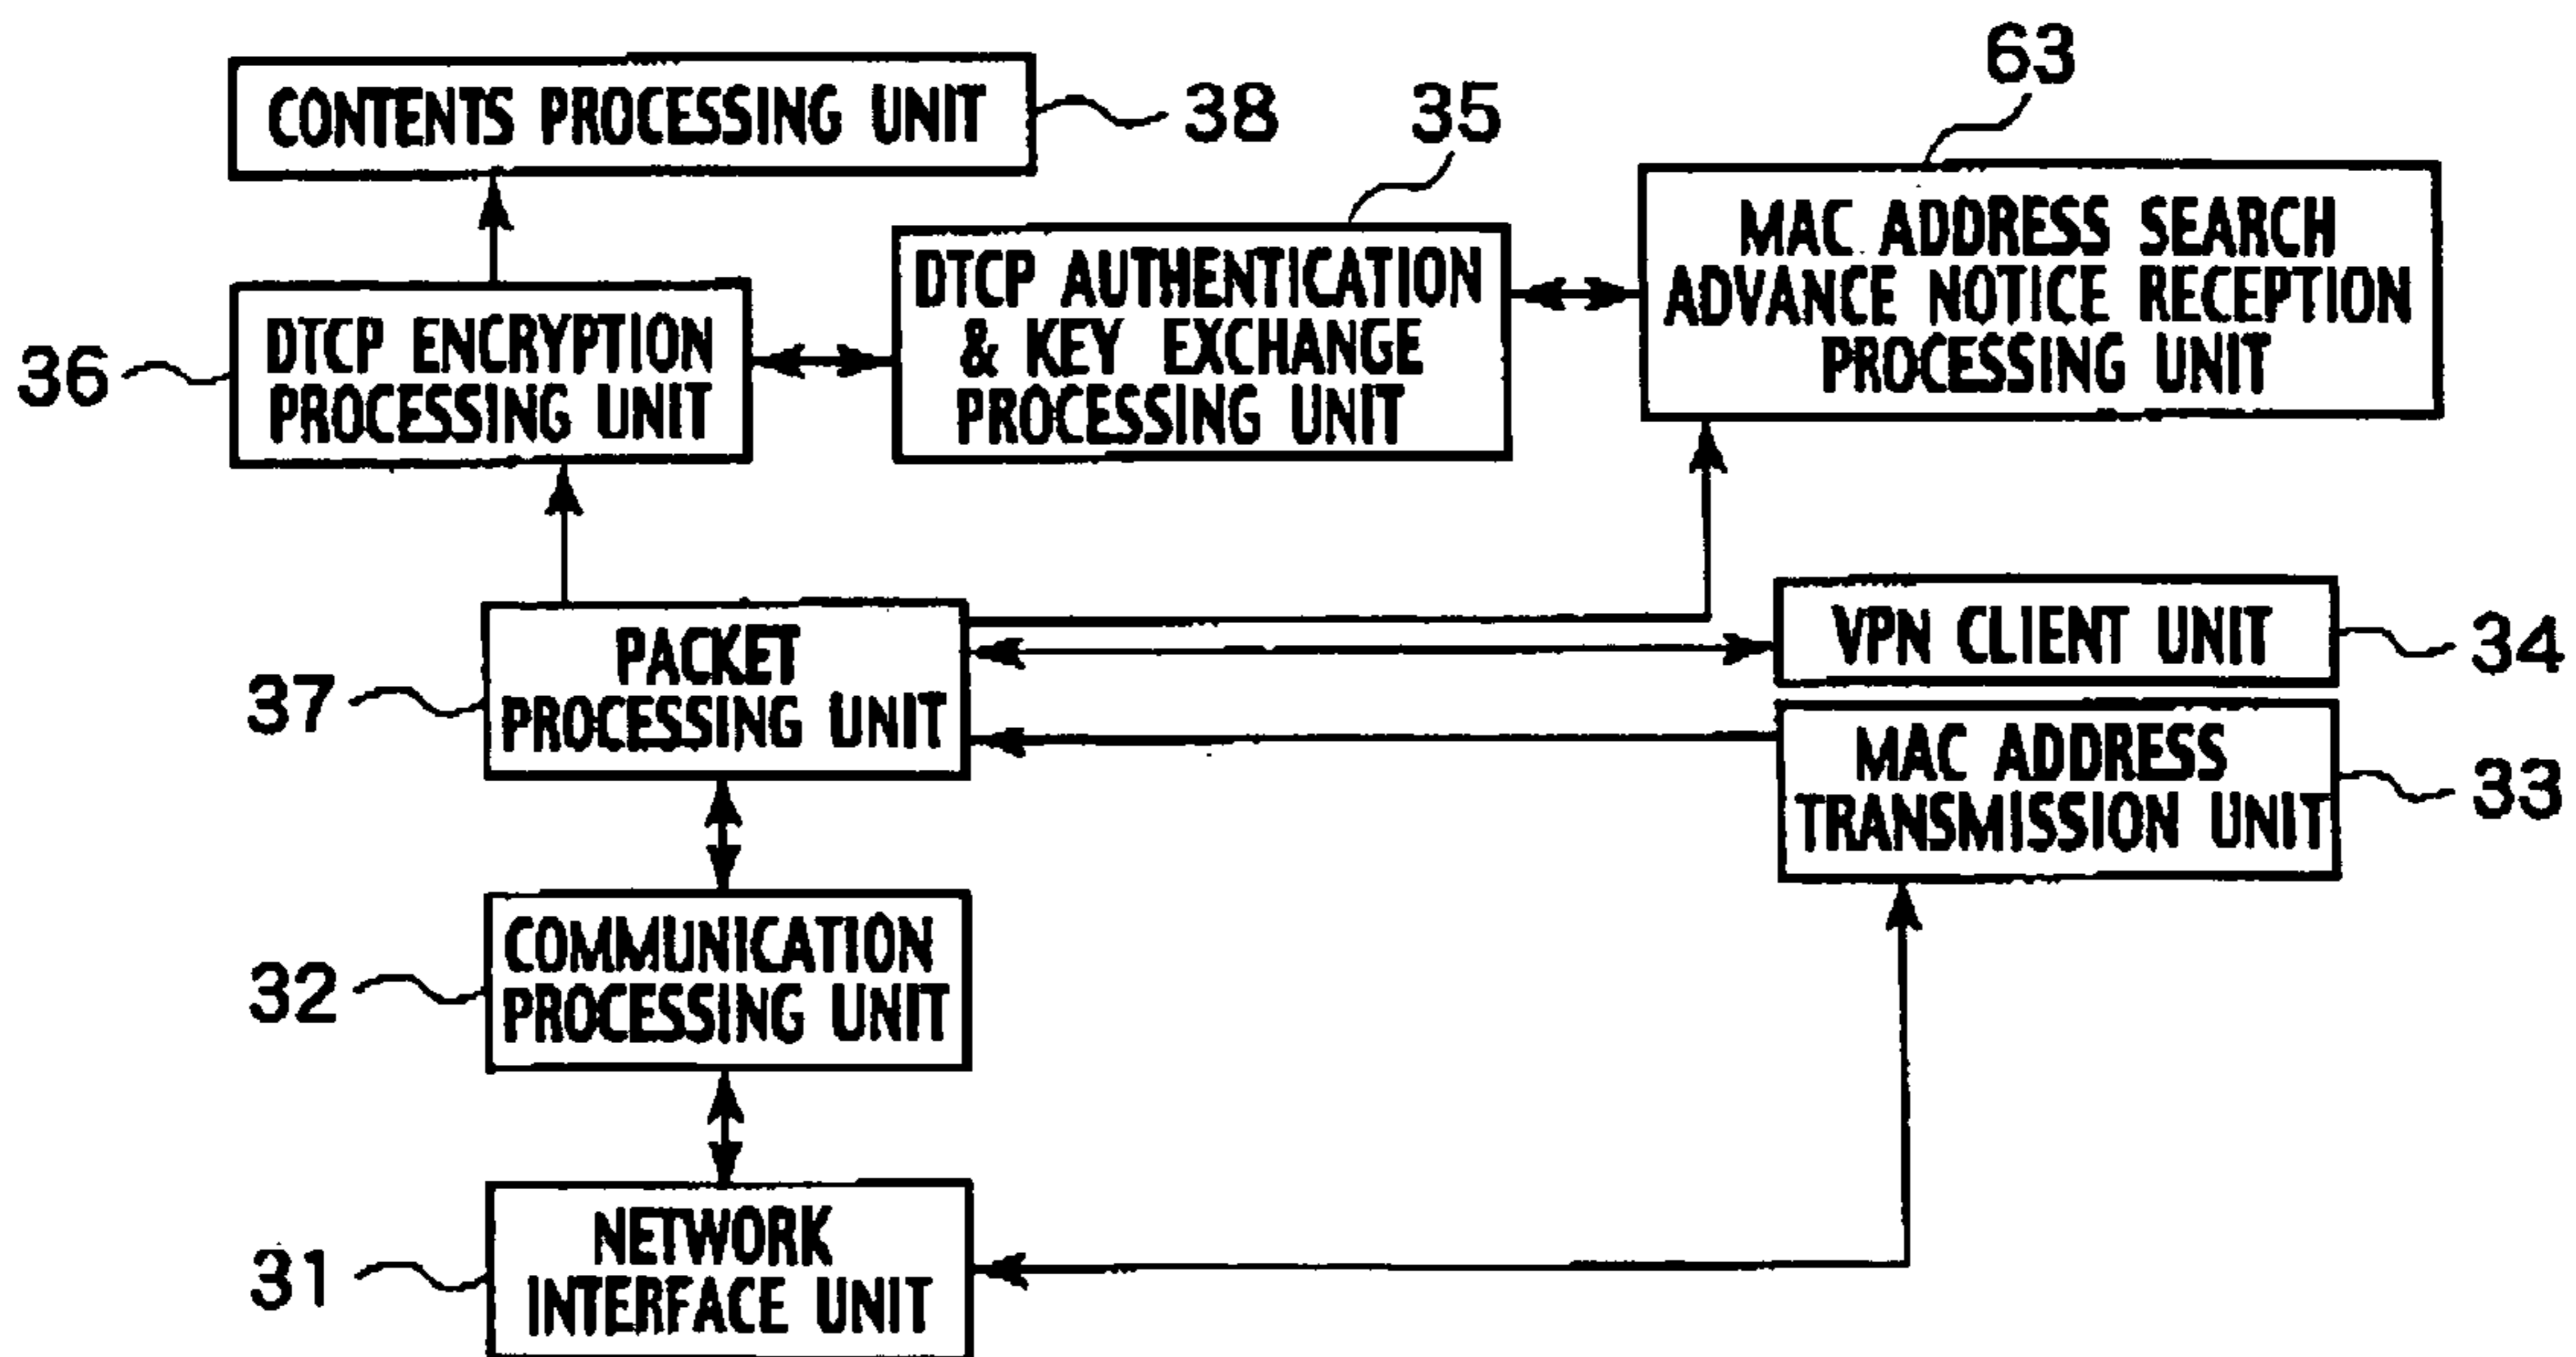 63
CONTENTS PROCESSING UNIT
38
35
MAC ADDRESS SEARCH
ADVANCE NOTICE RECEPTION
PROCESSING UNIT
DTCP AUTHENTICATION
& KEY EXCHANGE
PROCESSING UNIT
36
DTCP ENCRYPTION
PROCESSING UNIT
VPN CLIENT UNIT
34
37
PACKET
PROCESSING UNIT
MAC ADDRESS
TRANSMISSION UNIT
33
32
COMMUNICATION
PROCESSING UNIT
31
NETWORK
INTERFACE UNIT